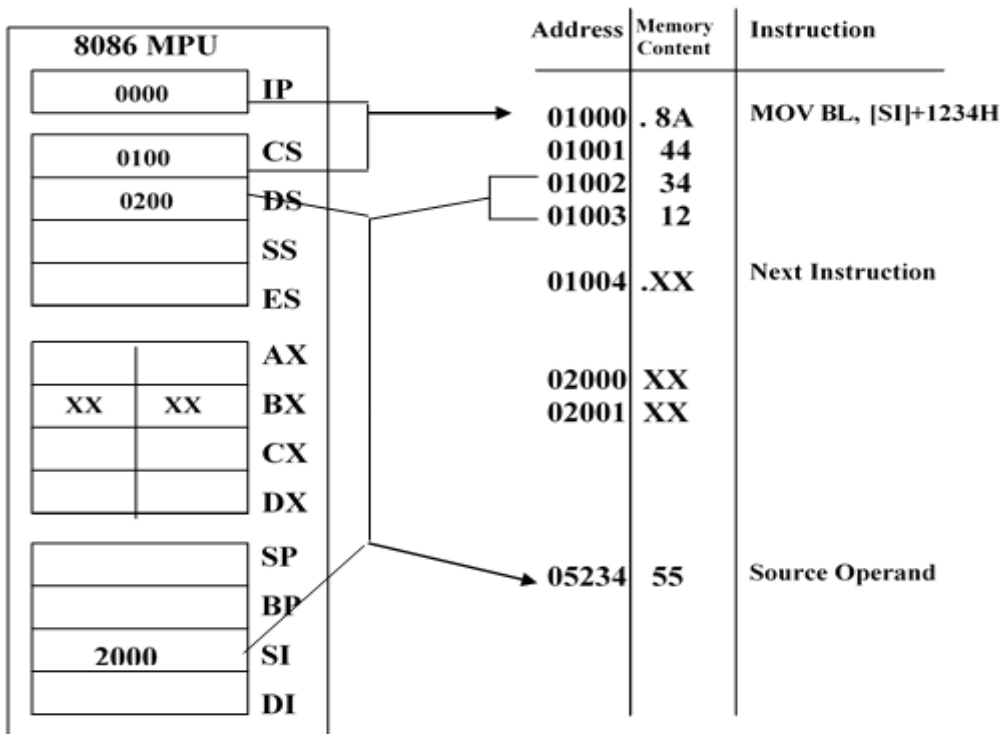 8086 MPU
0000 IP
0100 CS
0200 DS
SS
ES
AX
XX XX BX
CX
DX
SP
BP
2000 SI
DI
Address Memory Content Instruction
01000 . 8A MOV BL, [SI]+1234H
01001 44
01002 34
01003 12
01004 .XX Next Instruction
02000 XX
02001 XX
05234 55 Source Operand